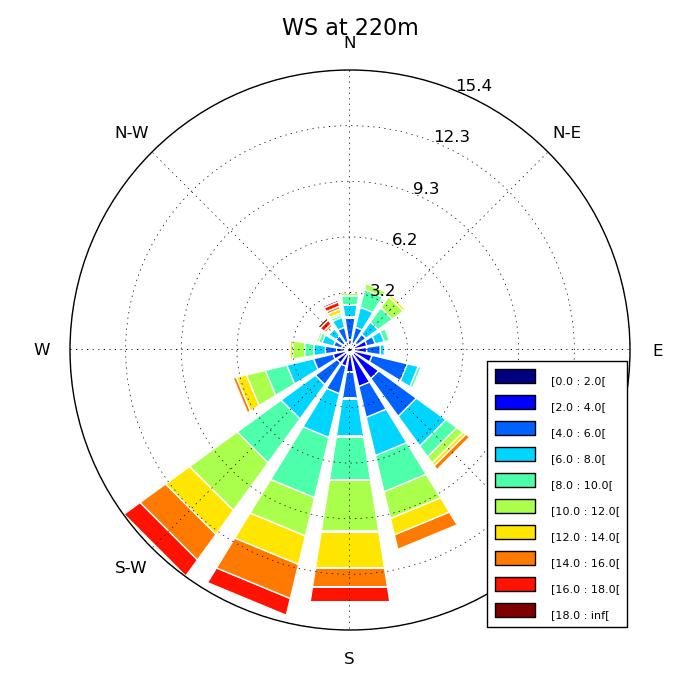 WS at 220m
N
15.4
N-W
N-E
12.3
9.3
6.2
3.2
W
E
[0.0 : 2.0[
[2.0 : 4.0[
[4.0 : 6.0[
[6.0 : 8.0[
[8.0 : 10.0[
[10.0 : 12.0[
[12.0 : 14.0[
[14.0 : 16.0[
[16.0 : 18.0[
[18.0 : inf[
S-W
S